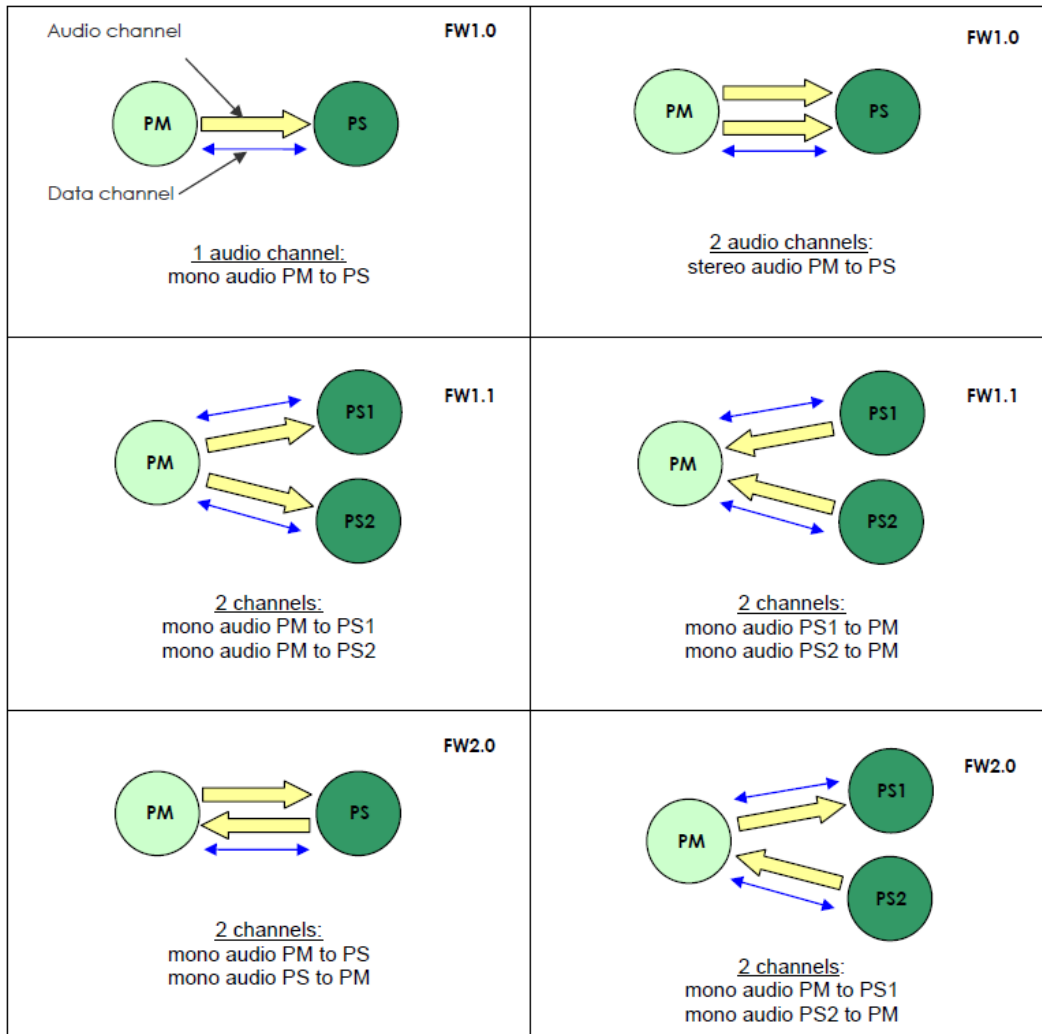 Audio channel
FW1.0
PM
PS
Data channel
1 audio channel:
mono audio PM to PS
FW1.0
PM
PS
2 audio channels:
stereo audio PM to PS
FW1.1
PS1
PM
PS2
2 channels:
mono audio PM to PS1
mono audio PM to PS2
FW1.1
PS1
PM
PS2
2 channels:
mono audio PS1 to PM
mono audio PS2 to PM
FW2.0
PM
PS
2 channels:
mono audio PM to PS
mono audio PS to PM
FW2.0
PS1
PM
PS2
2 channels:
mono audio PM to PS1
mono audio PS2 to PM